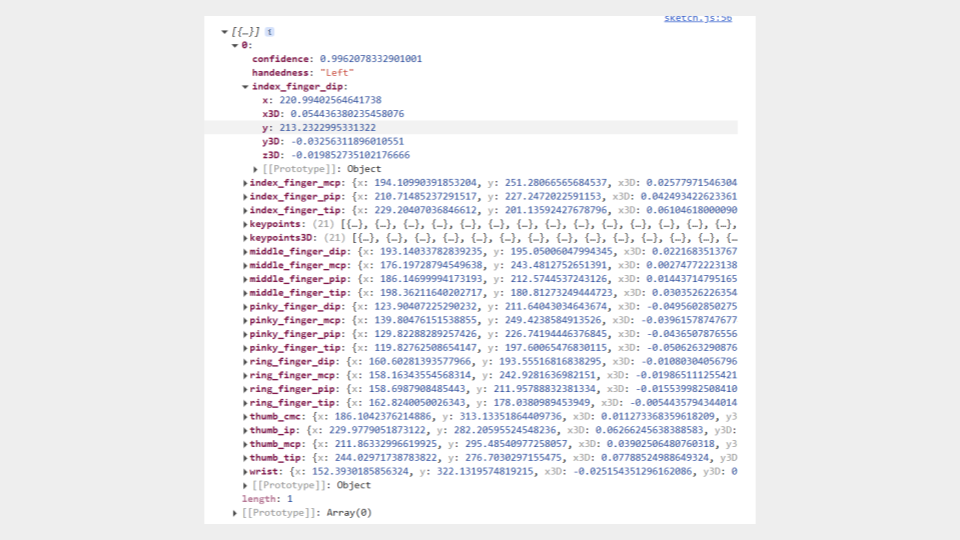 sketch.js:56
▼[{…}] i
▼0:
confidence: 0.9962078332901001
handedness: "Left"
▼index_finger_dip:
x: 220.99402564641738
x3D: 0.054436380235458076
y: 213.2322995331322
y3D: -0.03256311896010551
z3D: -0.019852735102176666
▶[[Prototype]]: Object
▶index_finger_mcp: {x: 194.10990391853204, y: 251.28066565684537, x3D: 0.02577971546304
▶index_finger_pip: {x: 210.71485237291517, y: 227.2472022591153, x3D: 0.042493422623361
▶index_finger_tip: {x: 229.20407036846612, y: 201.13592427678796, x3D: 0.06104618000090
▶keypoints: (21) [{…}, {…}, {…}, {…}, {…}, {…}, {…}, {…}, {…}, {…}, {…}, {…}, {…},
▶keypoints3D: (21) [{…}, {…}, {…}, {…}, {…}, {…}, {…}, {…}, {…}, {…}, {…}, {…}, {…
▶middle_finger_dip: {x: 193.14033782839235, y: 195.05006047994345, x3D: 0.0221683513767
▶middle_finger_mcp: {x: 176.19728794549638, y: 243.4812752651391, x3D: 0.00274772223138
▶middle_finger_pip: {x: 186.14699994173193, y: 212.5744537243126, x3D: 0.01443714795165
▶middle_finger_tip: {x: 198.36211640202717, y: 180.81273249444723, x3D: 0.0303526226354
▶pinky_finger_dip: {x: 123.90407225290232, y: 211.64043034643674, x3D: -0.0495602850275
▶pinky_finger_mcp: {x: 139.80476151538855, y: 249.4238584913526, x3D: -0.03961578747677
▶pinky_finger_pip: {x: 129.82288289257426, y: 226.74194446376845, x3D: -0.0436507876556
▶pinky_finger_tip: {x: 119.82762508654147, y: 197.60065476830115, x3D: -0.0506263290876
▶ring_finger_dip: {x: 160.60281393577966, y: 193.55516816838295, x3D: -0.01080304056796
▶ring_finger_mcp: {x: 158.16343554568314, y: 242.9281636982151, x3D: -0.019865111255421
▶ring_finger_pip: {x: 158.6987908485443, y: 211.95788832381334, x3D: -0.015539982508410
▶ring_finger_tip: {x: 162.8240050026343, y: 178.0380989453949, x3D: -0.0054435794344014
▶thumb_cmc: {x: 186.1042376214886, y: 313.13351864409736, x3D: 0.011273368359618209, y3
▶thumb_ip: {x: 229.9779051873122, y: 282.20595524548236, x3D: 0.0626624563838 8583, y3D:
▶thumb_mcp: {x: 211.86332996619925, y: 295.48540977258057, x3D: 0.03902506480760318, y3
▶thumb_tip: {x: 244.02971738783822, y: 276.7030297155475, x3D: 0.07788524988649324, y3D
▶wrist: {x: 152.3930185856324, y: 322.1319574819215, x3D: -0.025154351296162086, y3D: 0
▶[[Prototype]]: Object
length: 1
▶[[Prototype]]: Array(0)